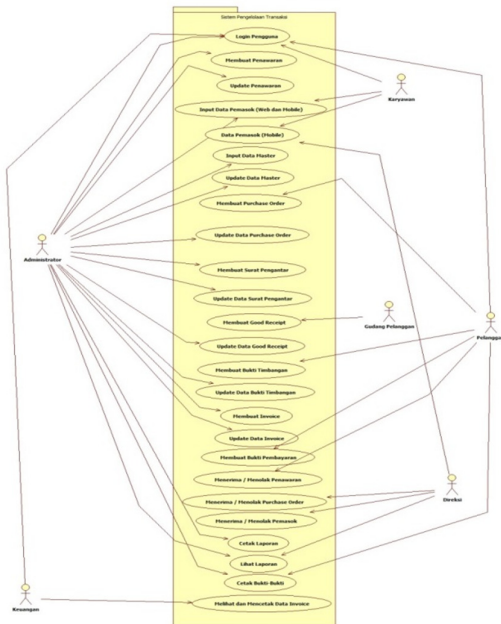 Sistem Pengelolaan Transaksi
Login Pengguna
Membuat Penawaran
Update Penawaran
Karyawan
Input Data Pemasok (Web dan Mobile)
Data Pemasok (Mobile)
Input Data Master
Update Data Master
Membuat Purchase Order
Administrator
Update Data Purchase Order
Membuat Surat Pengantar
Update Data Surat Pengantar
Membuat Good Receipt
Gudang Pelanggan
Pelanggan
Update Data Good Receipt
Membuat Bukti Timbangan
Update Data Bukti Timbangan
Membuat Invoice
Update Data Invoice
Membuat Bukti Pembayaran
Menerima / Menolak Penawaran
Menerima / Menolak Purchase Order
Direksi
Menerima / Menolak Pemasok
Cetak Laporan
Lihat Laporan
Cetak Bukti-Bukti
Keuangan
Melihat dan Mencetak Data Invoice